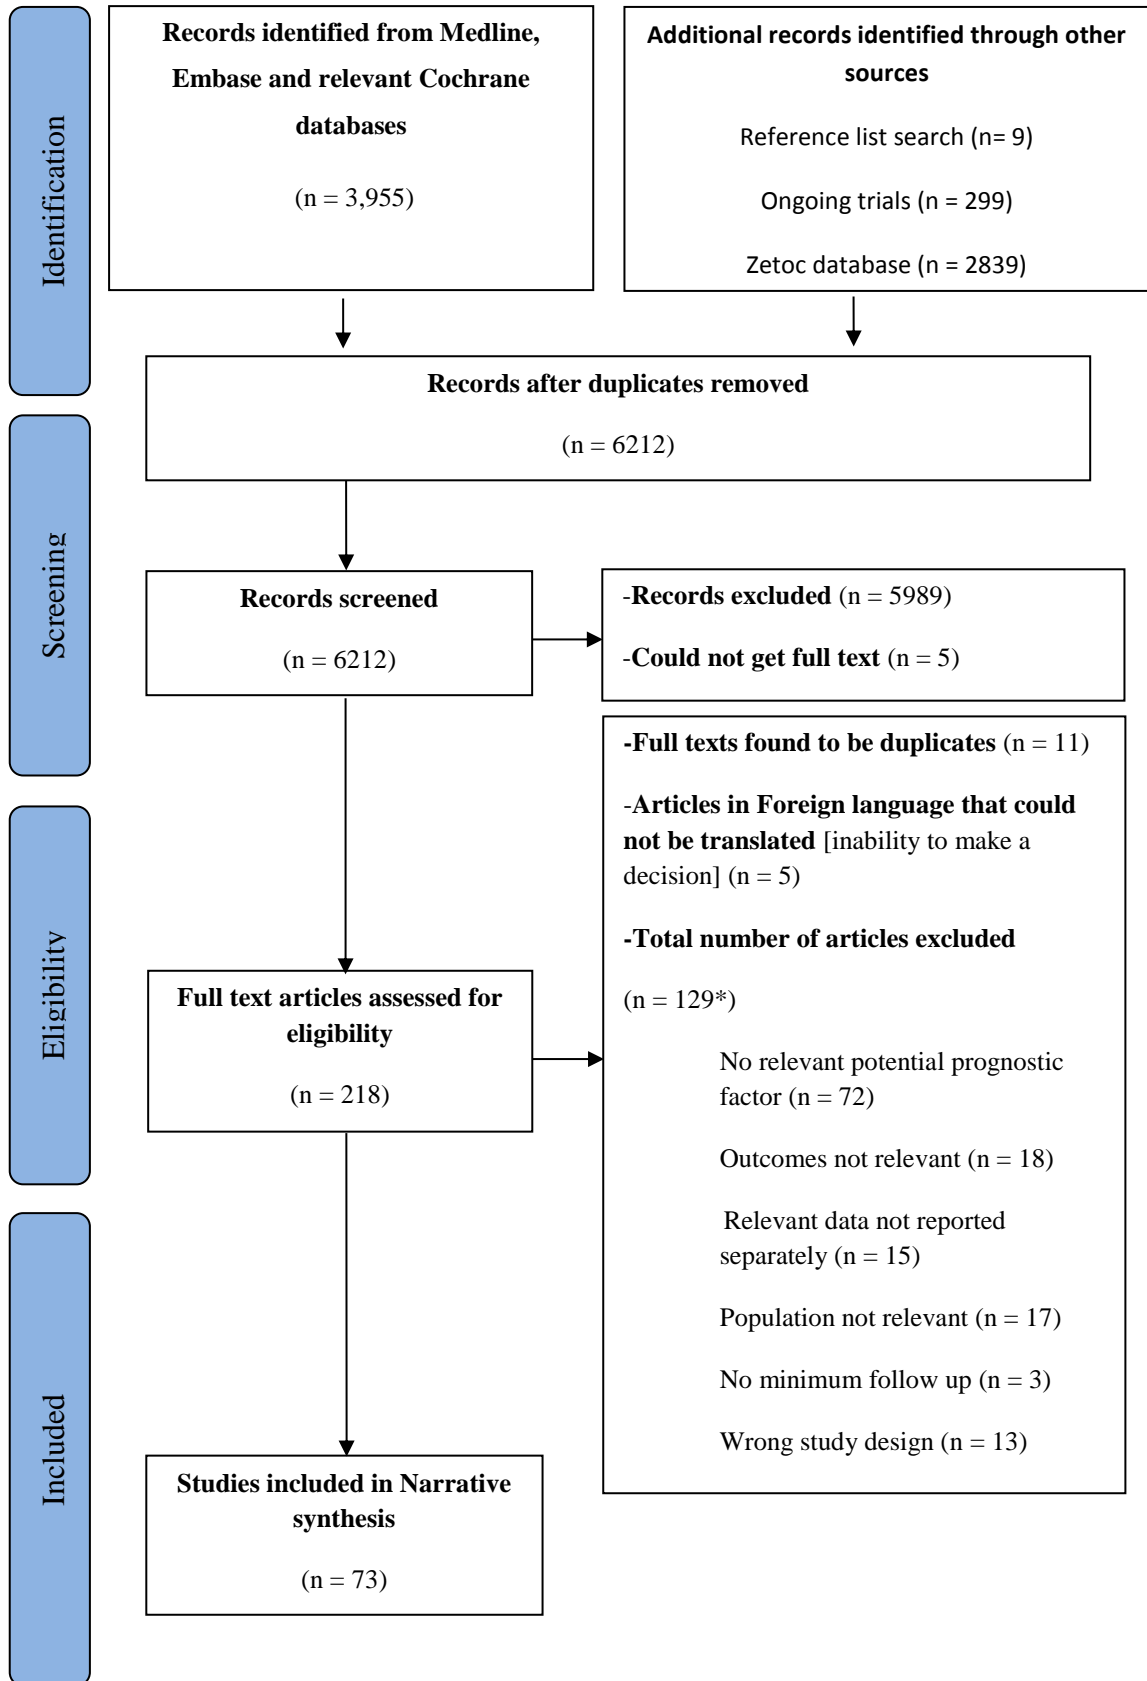 Identification
Records identified from Medline,
Embase and relevant Cochrane
databases
(n = 3,955)
Additional records identified through other
sources
Reference list search (n= 9)
Ongoing trials (n = 299)
Zetoc database (n = 2839)
Records after duplicates removed
(n = 6212)
Screening
Records screened
(n = 6212)
-Records excluded (n = 5989)
-Could not get full text (n = 5)
Eligibility
Full text articles assessed for
eligibility
(n = 218)
-Full texts found to be duplicates (n = 11)
-Articles in Foreign language that could
not be translated [inability to make a
decision] (n = 5)
-Total number of articles excluded
(n = 129*)
No relevant potential prognostic
factor (n = 72)
Outcomes not relevant (n = 18)
Relevant data not reported
separately (n = 15)
Population not relevant (n = 17)
No minimum follow up (n = 3)
Wrong study design (n = 13)
Included
Studies included in Narrative
synthesis
(n = 73)